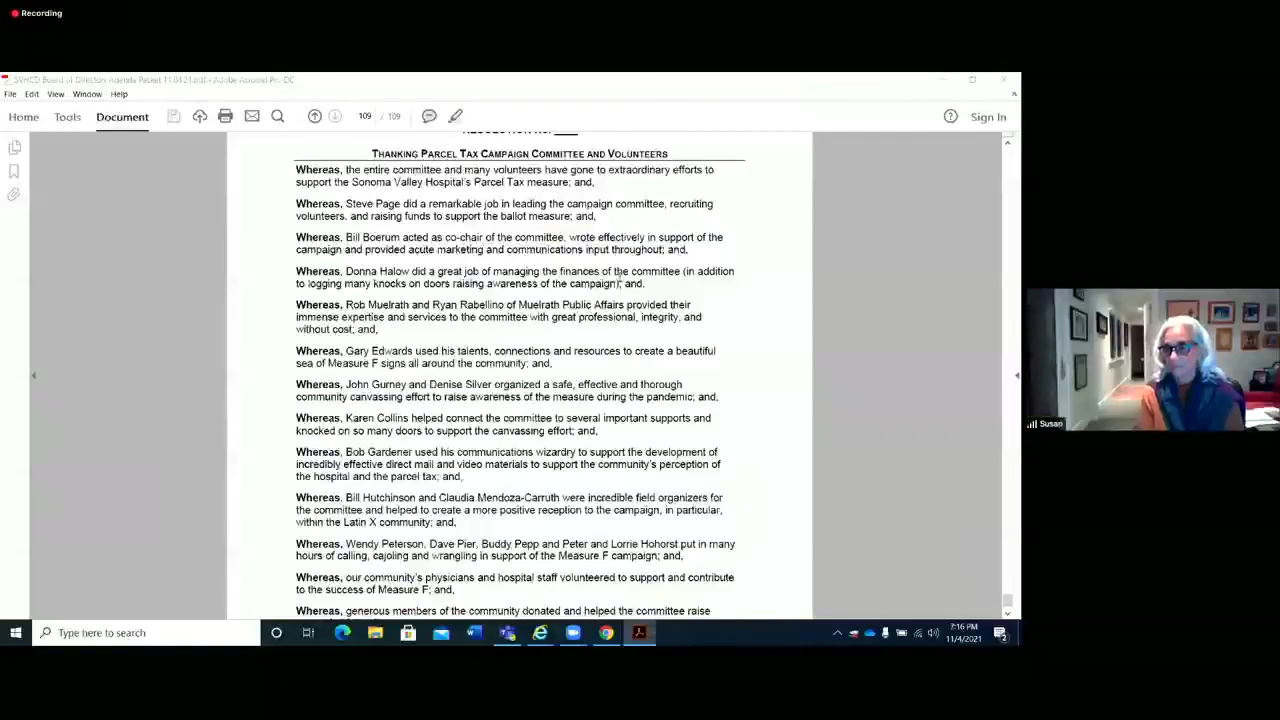 Recording
SVHCD Board of Directors Agenda Packet 11.04.21.pdf - Adobe Acrobat Pro DC
File Edit View Window Help
Home Tools Document 109 / 109 Sign In
THANKING PARCEL TAX CAMPAIGN COMMITTEE AND VOLUNTEERS
Whereas, the entire committee and many volunteers have gone to extraordinary efforts to
support the Sonoma Valley Hospital's Parcel Tax measure; and,
Whereas, Steve Page did a remarkable job in leading the campaign committee, recruiting
volunteers, and raising funds to support the ballot measure; and,
Whereas, Bill Boerum acted as co-chair of the committee, wrote effectively in support of the
campaign and provided acute marketing and communications input throughout; and,
Whereas, Donna Halow did a great job of managing the finances of the committee (in addition
to logging many knocks on doors raising awareness of the campaign); and,
Whereas, Rob Muelrath and Ryan Rabellino of Muelrath Public Affairs provided their
immense expertise and services to the committee with great professional, integrity, and
without cost; and,
Whereas, Gary Edwards used his talents, connections and resources to create a beautiful
sea of Measure F signs all around the community; and,
Whereas, John Gurney and Denise Silver organized a safe, effective and thorough
community canvassing effort to raise awareness of the measure during the pandemic; and,
Whereas, Karen Collins helped connect the committee to several important supports and
knocked on so many doors to support the canvassing effort; and,
Whereas, Bob Gardener used his communications wizardry to support the development of
incredibly effective direct mail and video materials to support the community's perception of
the hospital and the parcel tax; and,
Whereas, Bill Hutchinson and Claudia Mendoza-Carruth were incredible field organizers for
the committee and helped to create a more positive reception to the campaign, in particular,
within the Latin X community; and,
Whereas, Wendy Peterson, Dave Pier, Buddy Pepp and Peter and Lorrie Hohorst put in many
hours of calling, cajoling and wrangling in support of the Measure F campaign; and,
Whereas, our community's physicians and hospital staff volunteered to support and contribute
to the success of Measure F; and,
Whereas, generous members of the community donated and helped the committee raise
Susan
Type here to search
7:16 PM
11/4/2021
2